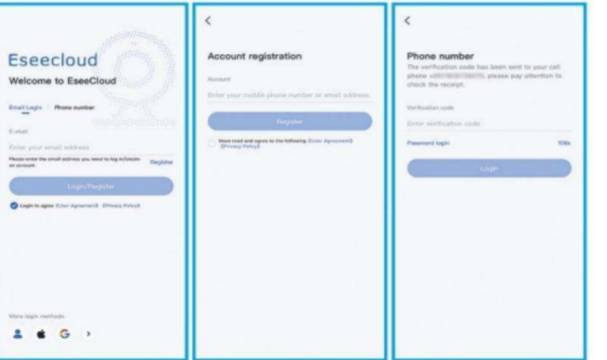 Eseecloud
Welcome to EseeCloud
Email Login Phone number
E-mail
Enter your email address
Please enter the email address you need to log in/create
an account.
Register
Login/Register
Login to agree 《User Agreement》 《Privacy Policy》
More login methods
Account registration
Account
Enter your mobile phone number or email address.
Register
Have read and agree to the following 《User Agreement》
《Privacy Policy》
Phone number
The verification code has been sent to your cell
phone please pay attention to
check the receipt.
Verification code
Enter verification code
Password login
Login